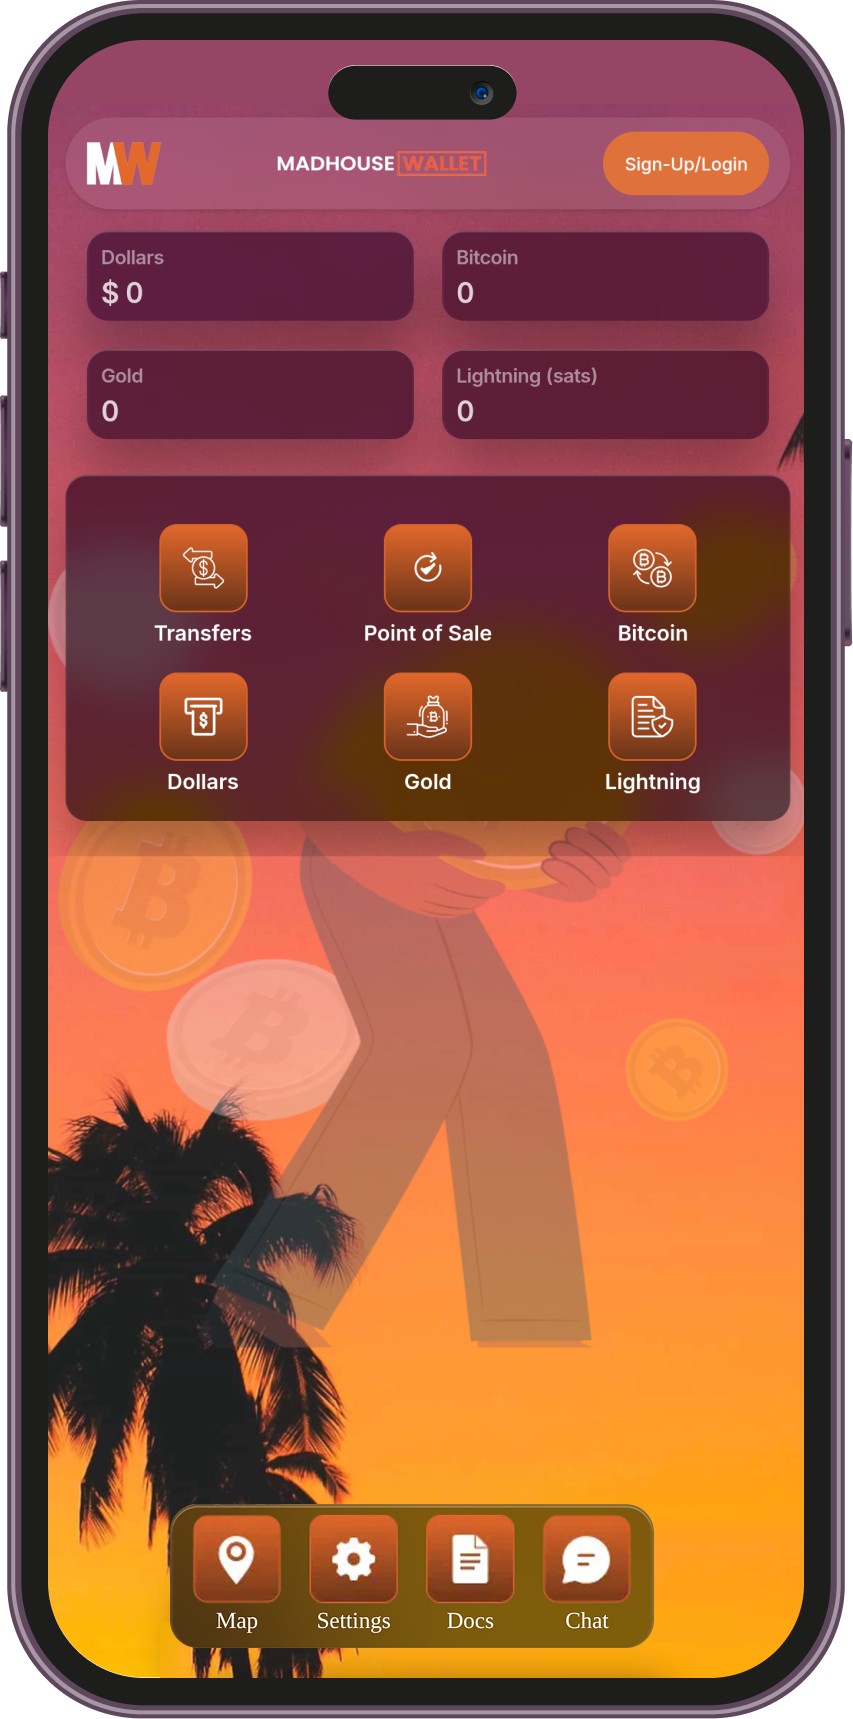 MW
MADHOUSE WALLET
Sign-Up/Login
Dollars
$ 0
Bitcoin
0
Gold
0
Lightning (sats)
0
Transfers
Point of Sale
Bitcoin
Dollars
Gold
Lightning
Map
Settings
Docs
Chat